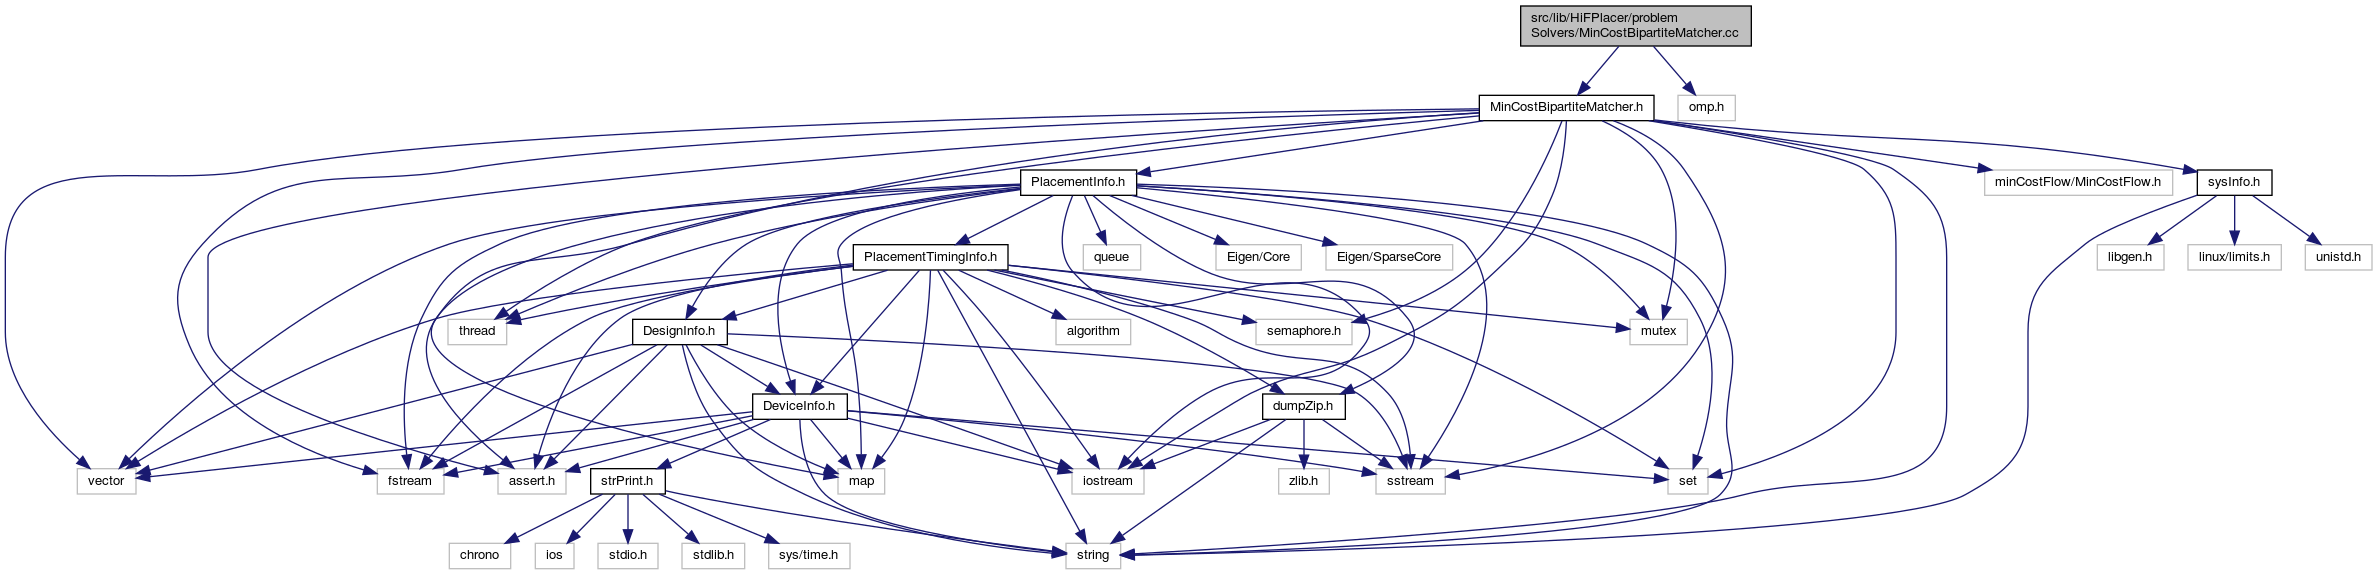 src/lib/HiFPlacer/problem
Solvers/MinCostBipartiteMatcher.cc
MinCostBipartiteMatcher.h
omp.h
PlacementInfo.h
minCostFlow/MinCostFlow.h
sysInfo.h
PlacementTimingInfo.h
queue
Eigen/Core
Eigen/SparseCore
libgen.h
linux/limits.h
unistd.h
thread
DesignInfo.h
algorithm
semaphore.h
mutex
DeviceInfo.h
dumpZip.h
vector
fstream
assert.h
strPrint.h
map
iostream
zlib.h
sstream
set
chrono
ios
stdio.h
stdlib.h
sys/time.h
string